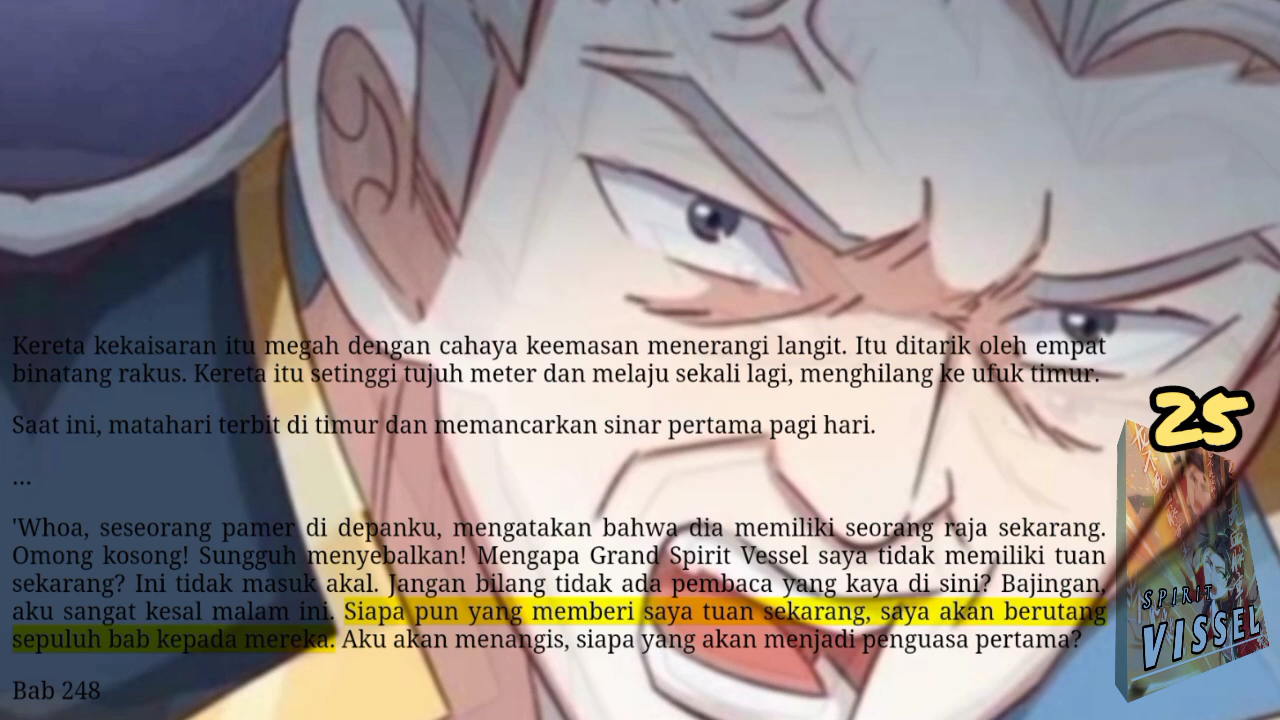 Kereta kekaisaran itu megah dengan cahaya keemasan menerangi langit. Itu ditarik oleh empat
binatang rakus. Kereta itu setinggi tujuh meter dan melaju sekali lagi, menghilang ke ufuk timur.
Saat ini, matahari terbit di timur dan memancarkan sinar pertama pagi hari.
...
'Whoa, seseorang pamer di depanku, mengatakan bahwa dia memiliki seorang raja sekarang.
Omong kosong! Sungguh menyebalkan! Mengapa Grand Spirit Vessel saya tidak memiliki tuan
sekarang? Ini tidak masuk akal. Jangan bilang tidak ada pembaca yang kaya di sini? Bajingan,
aku sangat kesal malam ini. Siapa pun yang memberi saya tuan sekarang, saya akan berutang
sepuluh bab kepada mereka. Aku akan menangis, siapa yang akan menjadi penguasa pertama?
Bab 248
25
SPIRIT
VISSEL